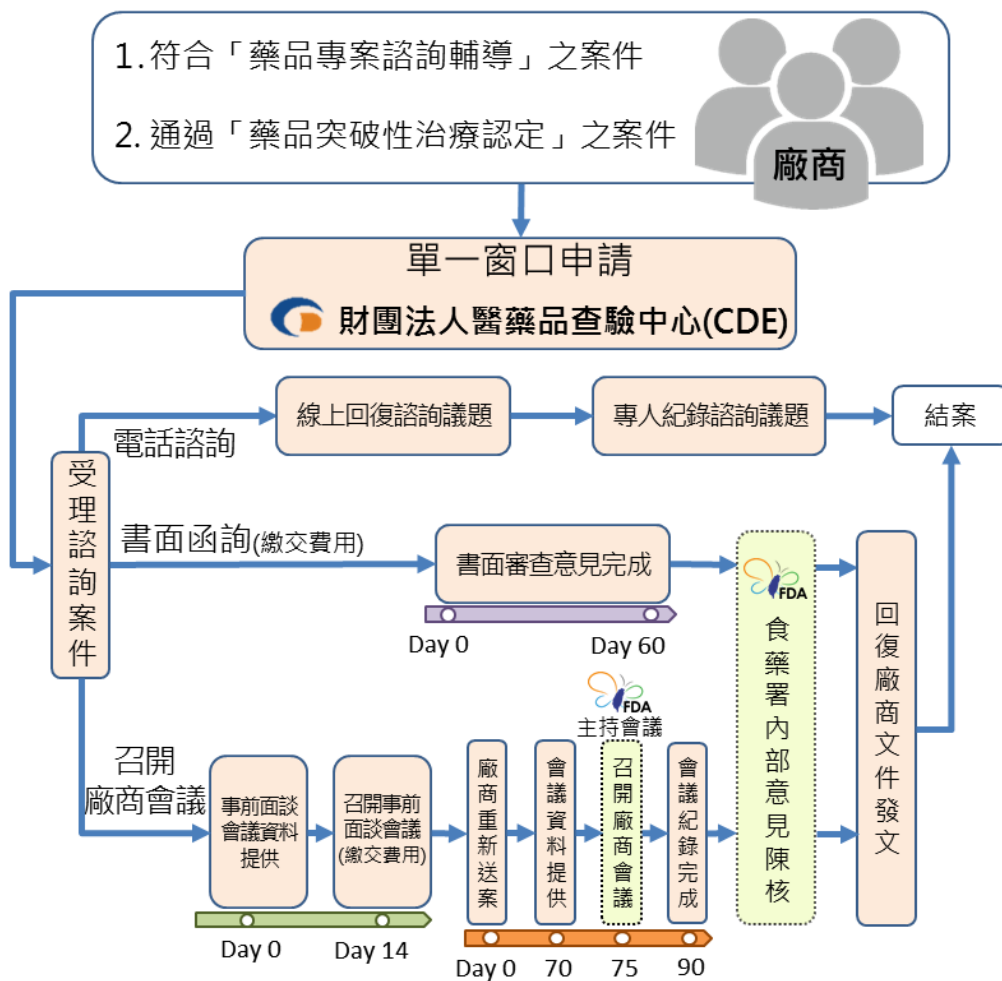 1. 符合「藥品專案諮詢輔導」之案件
2. 通過「藥品突破性治療認定」之案件
廠商
單一窗口申請
財團法人醫藥品查驗中心(CDE)
受理諮詢案件
電話諮詢
線上回復諮詢議題
專人紀錄諮詢議題
結案
書面函詢(繳交費用)
書面審查意見完成
Day 0
Day 60
FDA
食藥署內部意見陳核
回復廠商文件發文
召開
廠商會議
事前面談
會議資料
提供
召開事前
面談會議
(繳交費用)
Day 0
Day 14
FDA
主持會議
廠商重新送案
會議資料提供
召開廠商會議
會議紀錄完成
Day 0
70
75
90